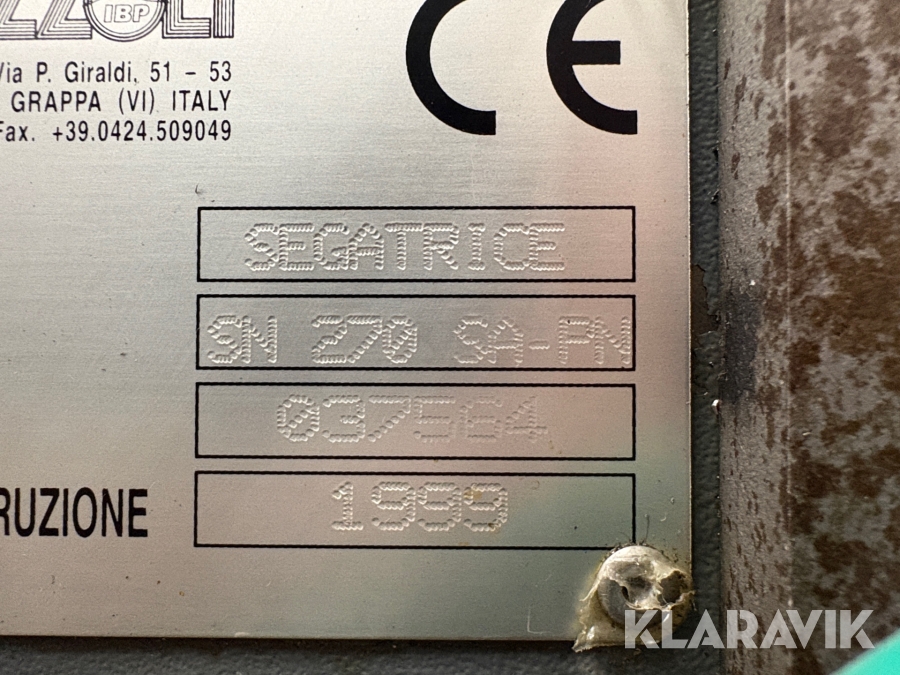 ZZOLI
IBP
Via P. Giraldi, 51 - 53
GRAPPA (VI) ITALY
Fax. +39.0424.509049
CE
SEGATRICE
SN 270 SA-PN
037564
RUZIONE 1999
KLARAVIK